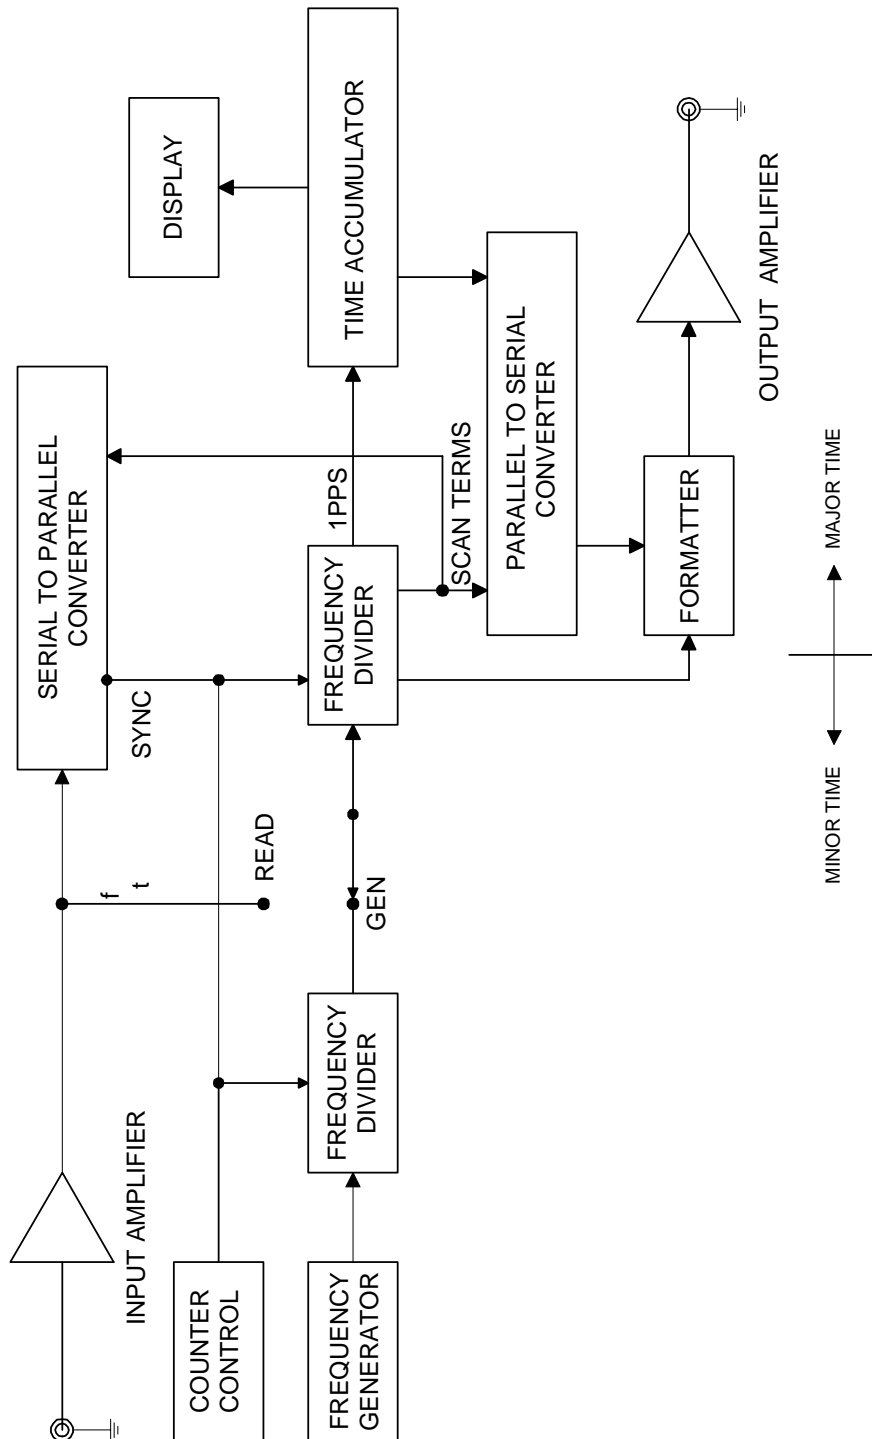 INPUT AMPLIFIER
COUNTER
CONTROL
FREQUENCY
GENERATOR
FREQUENCY
DIVIDER
f
t
READ
GEN
SERIAL TO PARALLEL
CONVERTER
SYNC
FREQUENCY
DIVIDER
1PPS
SCAN TERMS
DISPLAY
TIME ACCUMULATOR
PARALLEL TO SERIAL
CONVERTER
FORMATTER
OUTPUT AMPLIFIER
MINOR TIME
MAJOR TIME